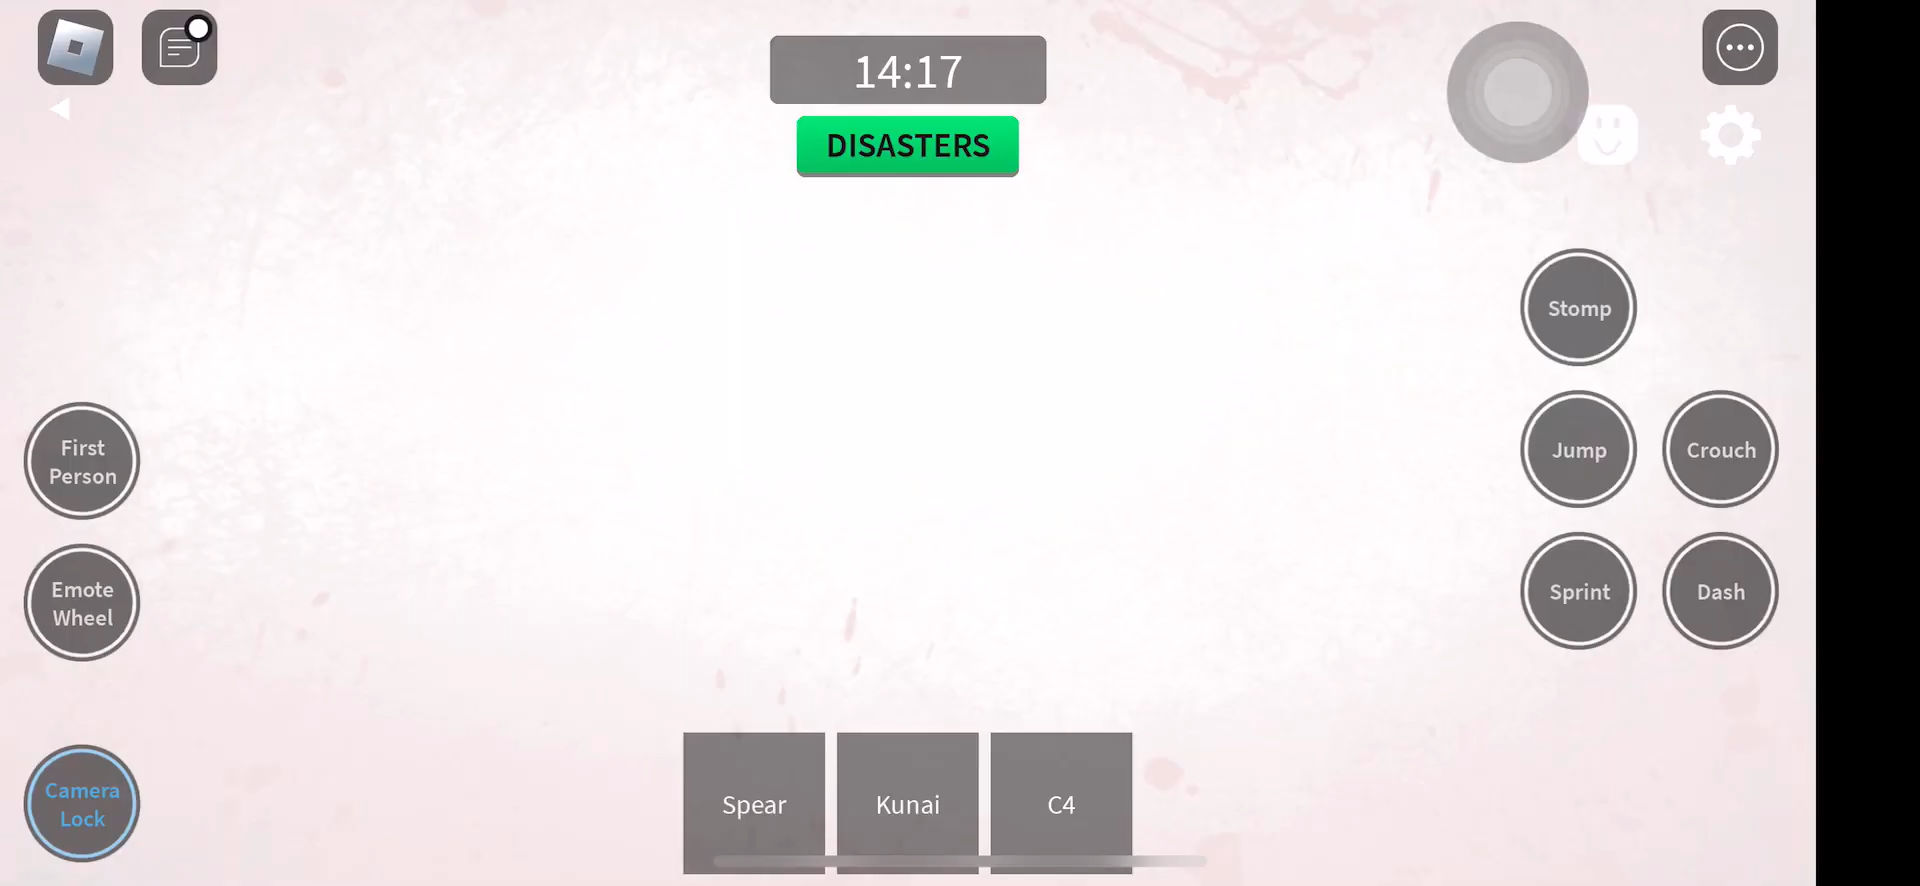 14:17
DISASTERS
Stomp
First
Person
Jump
Crouch
Emote
Wheel
Sprint
Dash
Camera
Lock
Spear
Kunai
C4